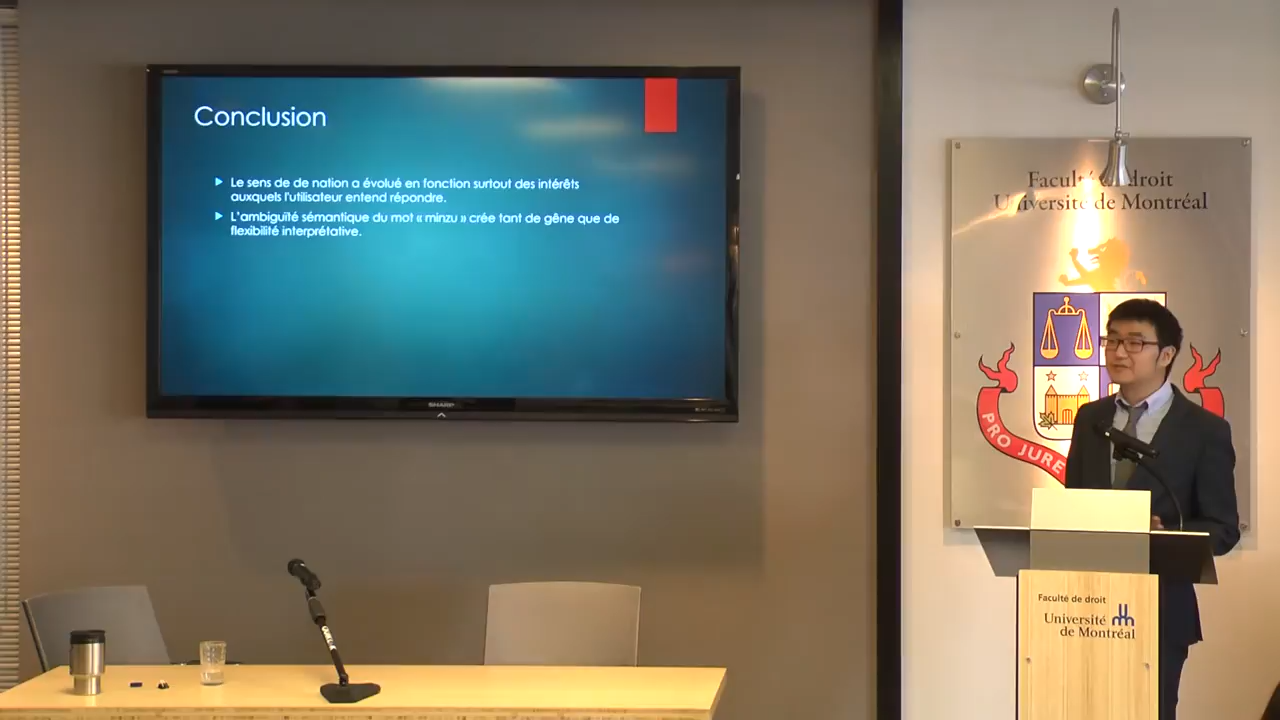 Conclusion
Le sens de de nation a évolué en fonction surtout des intérêts
auxquels l'utilisateur entend répondre.
L'ambiguïté sémantique du mot « minzu » crée tant de gêne que de
flexibilité interprétative.
SHARP
Faculté de droit
Université de Montréal
PRO JURE
Faculté de droit
Université
de Montréal